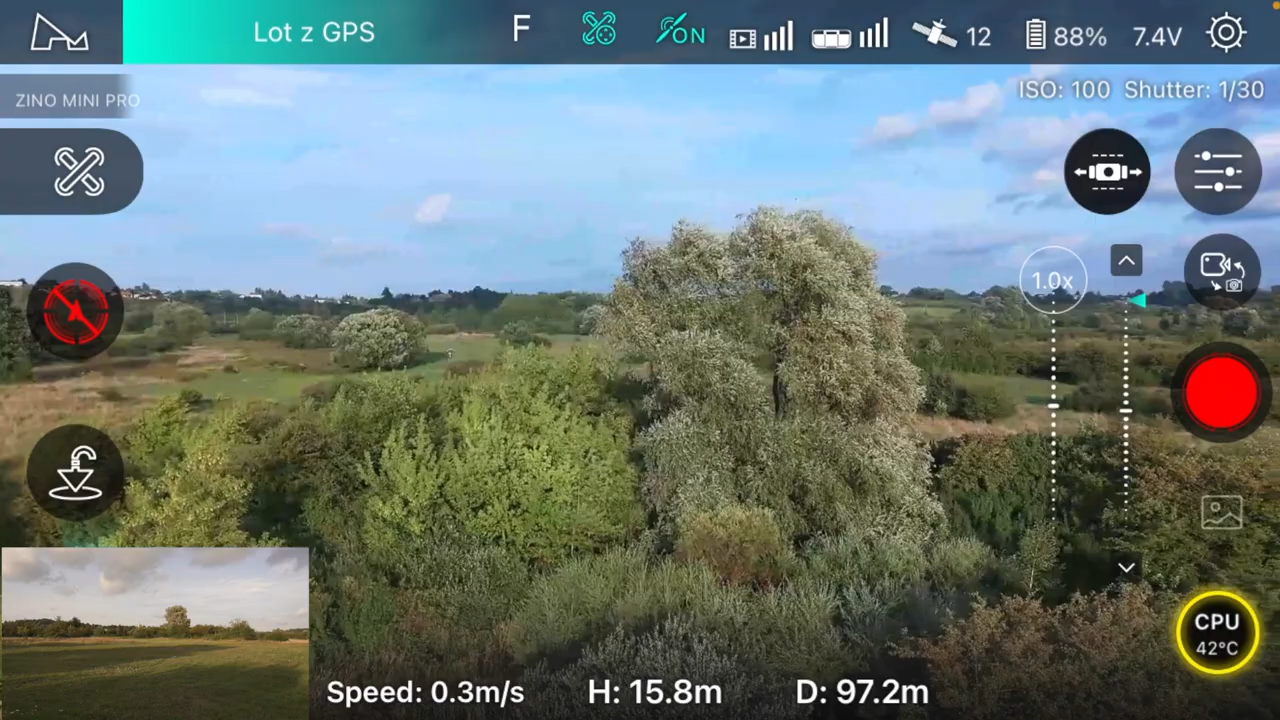 Lot z GPS
F
ON
12
88%
7.4V
ZINO MINI PRO
ISO: 100 Shutter: 1/30
1.0x
CPU
42°C
Speed: 0.3m/s
H: 15.8m
D: 97.2m